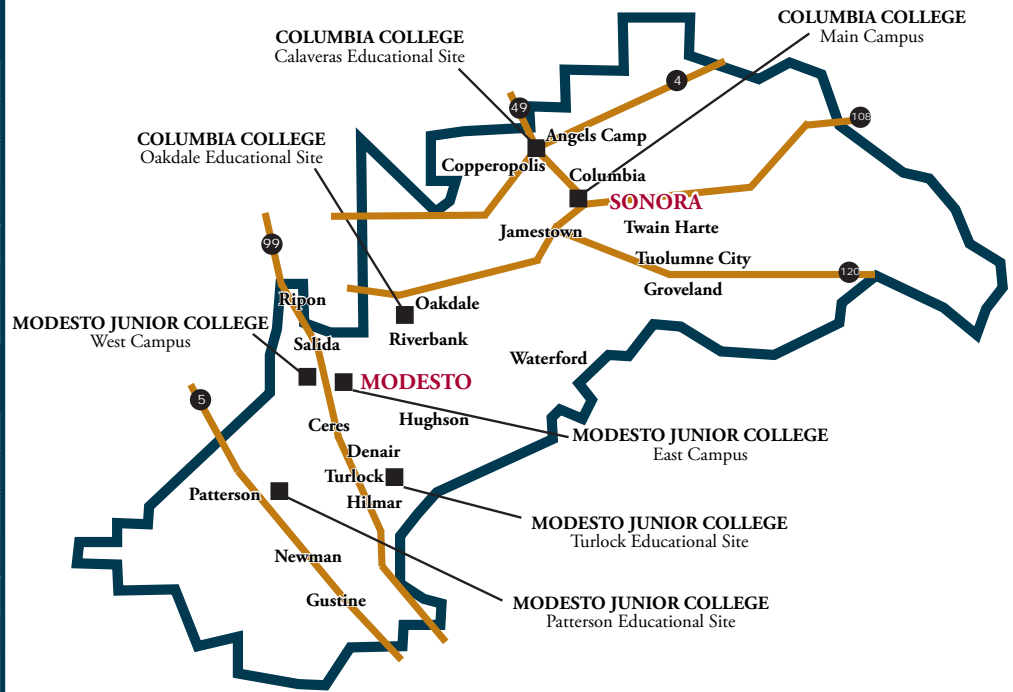 COLUMBIA COLLEGE
Main Campus
COLUMBIA COLLEGE
Calaveras Educational Site
4
49
108
Angels Camp
COLUMBIA COLLEGE
Oakdale Educational Site
Copperopolis
Columbia
SONORA
Twain Harte
Jamestown
99
Tuolumne City
120
Groveland
Ripon
Oakdale
MODESTO JUNIOR COLLEGE
West Campus
Riverbank
Salida
Waterford
MODESTO
5
Hughson
Ceres
MODESTO JUNIOR COLLEGE
East Campus
Denair
Turlock
Patterson
Hilmar
MODESTO JUNIOR COLLEGE
Turlock Educational Site
Newman
Gustine
MODESTO JUNIOR COLLEGE
Patterson Educational Site